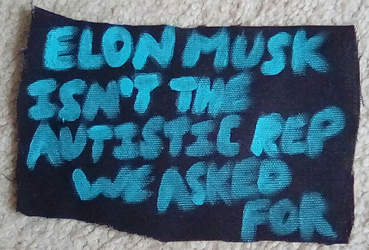 ELON MUSK
ISN'T THE
AUTISTIC REP
WE ASKED
FOR